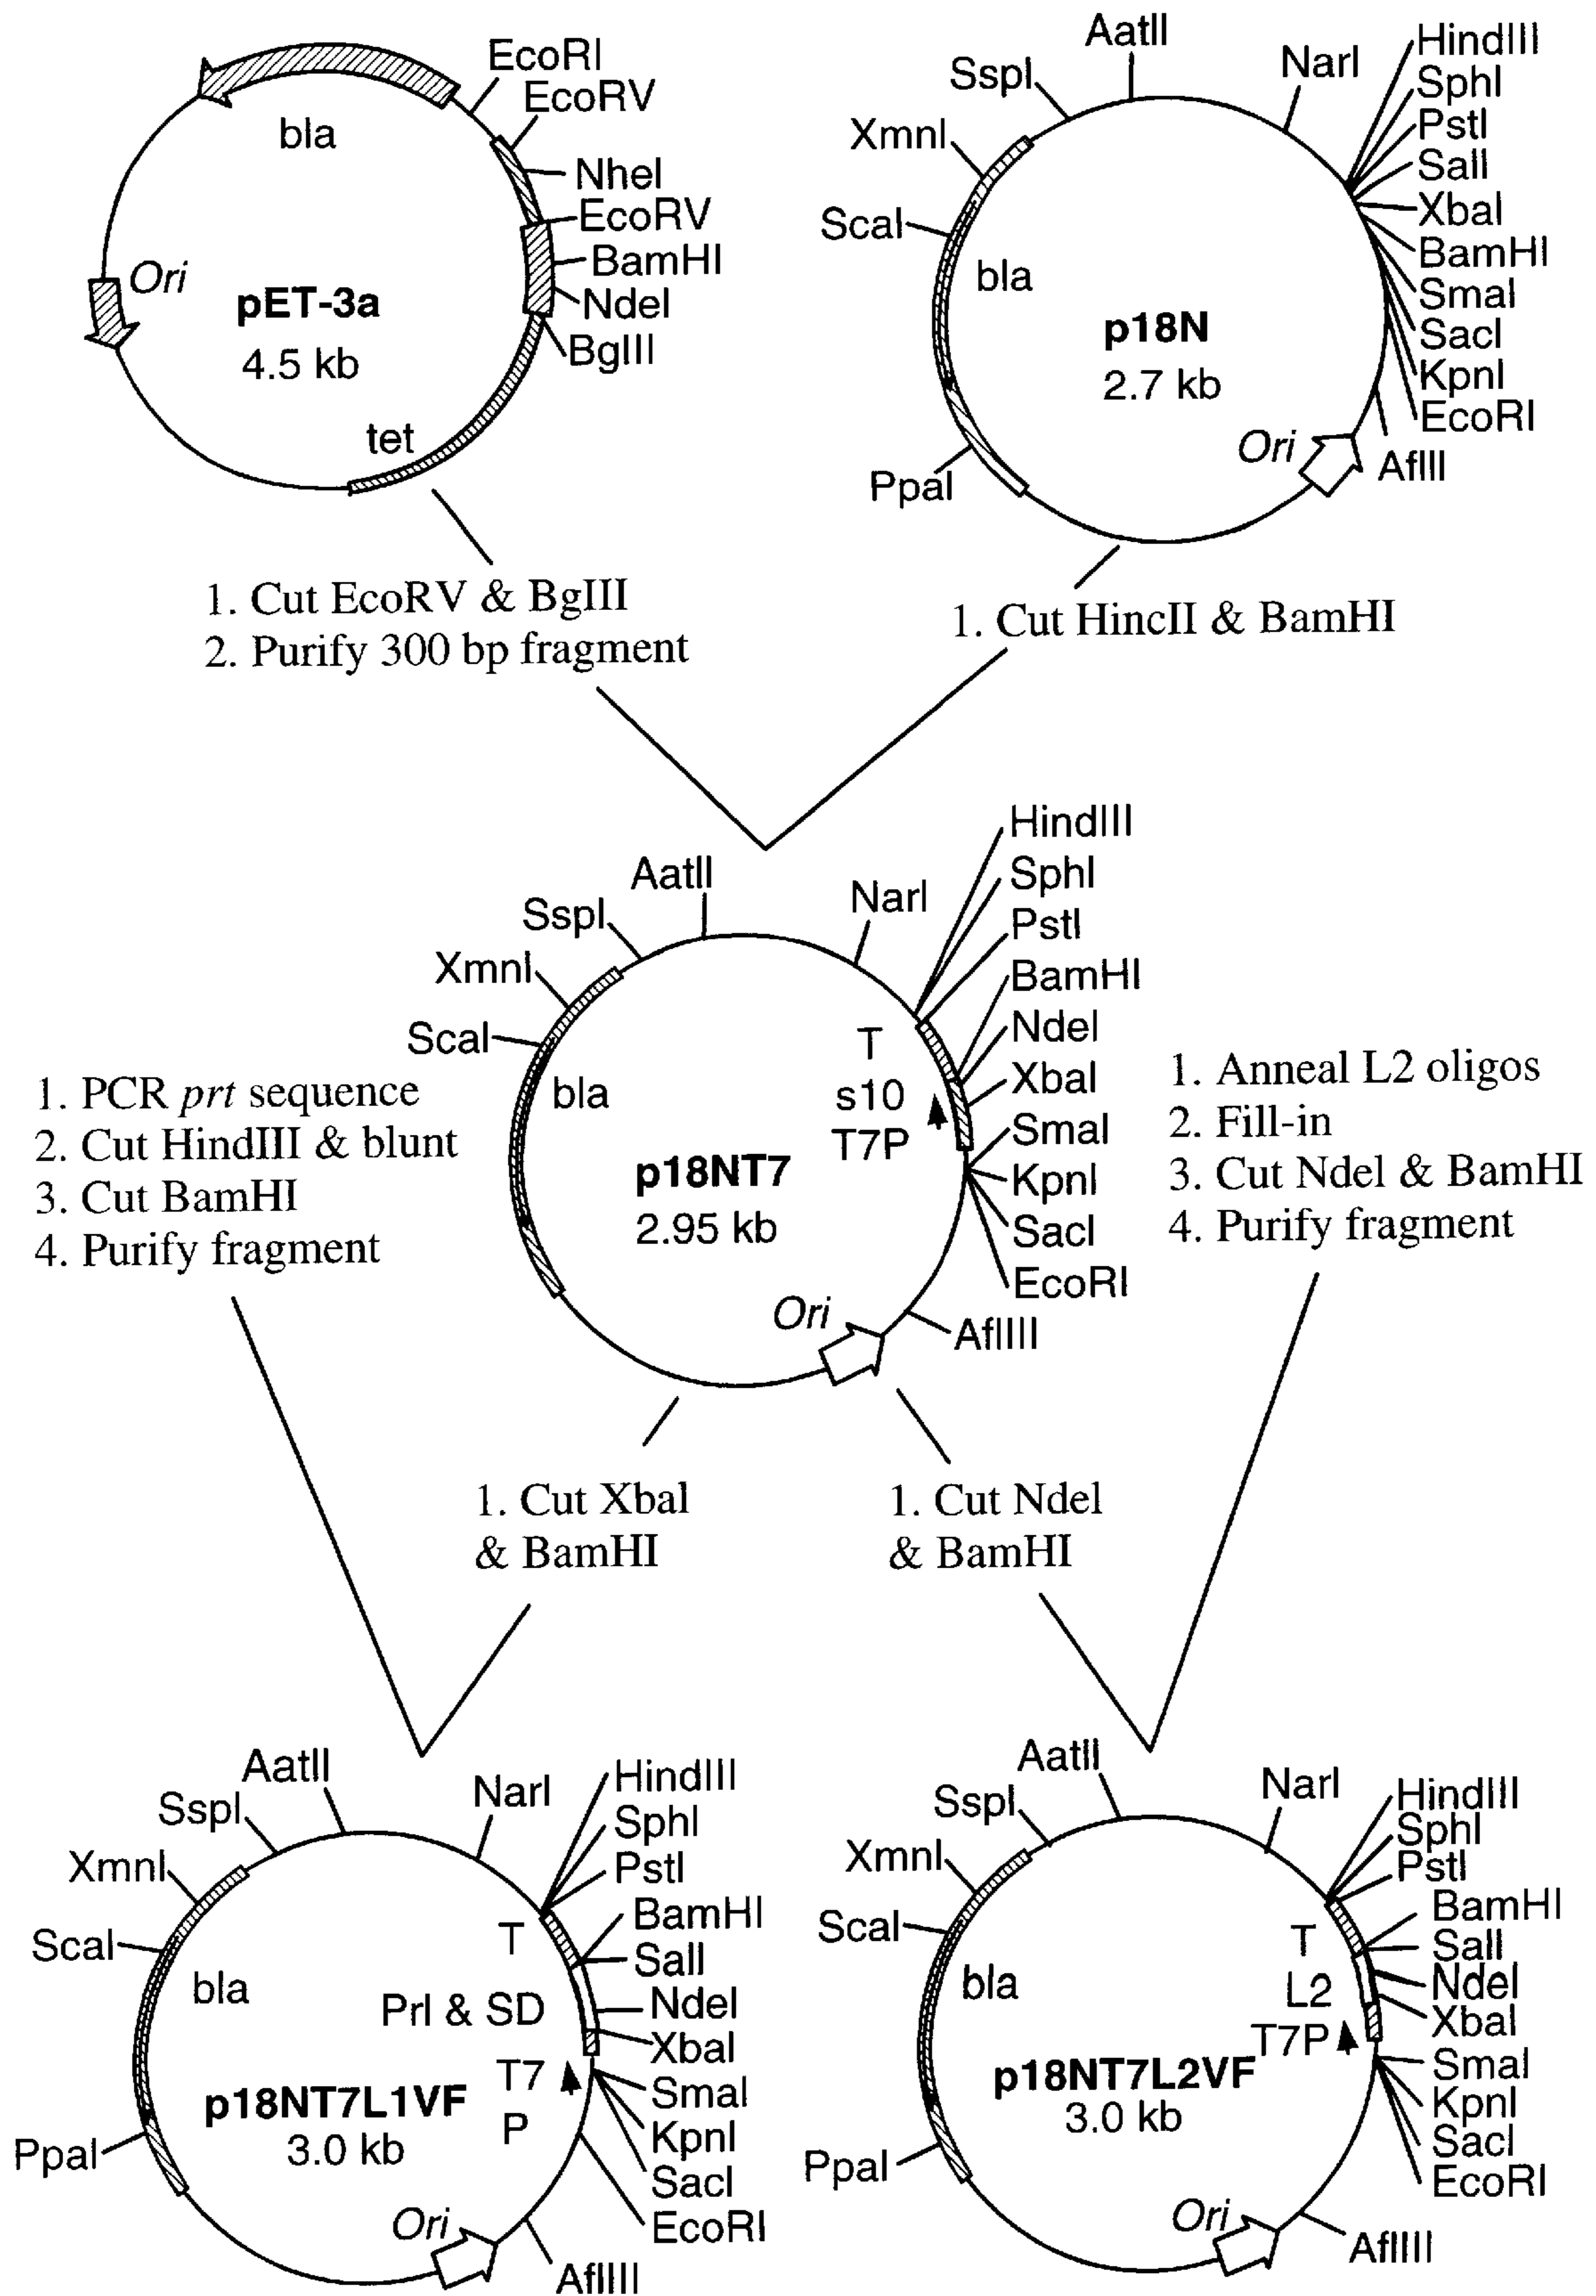 EcoRI
EcoRV
NheI
EcoRV
BamHI
NdeI
BglII
bla
Ori
pET-3a
4.5 kb
tet
AatII
SspI
XmnI
ScaI
NarI
HindIII
SphI
PstI
SalI
XbaI
BamHI
SmaI
SacI
KpnI
EcoRI
AflII
bla
p18N
2.7 kb
Ori
PpaI
1. Cut EcoRV & BglII
2. Purify 300 bp fragment
1. Cut HincII & BamHI
AatII
SspI
XmnI
ScaI
NarI
HindIII
SphI
PstI
BamHI
NdeI
XbaI
SmaI
KpnI
SacI
EcoRI
AflIII
T
s10
T7P
bla
p18NT7
2.95 kb
Ori
1. PCR prt sequence
2. Cut HindIII & blunt
3. Cut BamHI
4. Purify fragment
1. Anneal L2 oligos
2. Fill-in
3. Cut NdeI & BamHI
4. Purify fragment
1. Cut XbaI
& BamHI
1. Cut NdeI
& BamHI
AatII
SspI
XmnI
ScaI
NarI
HindIII
SphI
PstI
BamHI
SalI
NdeI
XbaI
SmaI
KpnI
SacI
EcoRI
AflIII
T
bla
PrI & SD
T7
P
p18NT7L1VF
3.0 kb
PpaI
Ori
AatII
SspI
XmnI
ScaI
NarI
HindIII
SphI
PstI
BamHI
SalI
NdeI
XbaI
SmaI
KpnI
SacI
EcoRI
AflIII
T
bla
L2
T7P
p18NT7L2VF
3.0 kb
PpaI
Ori